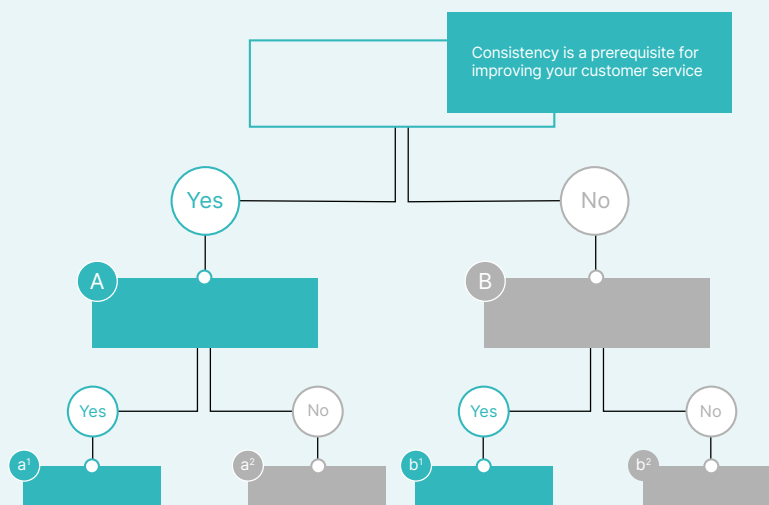 Consistency is a prerequisite for
improving your customer service
Yes
No
A
B
Yes
No
Yes
No
a¹
a²
b¹
b²